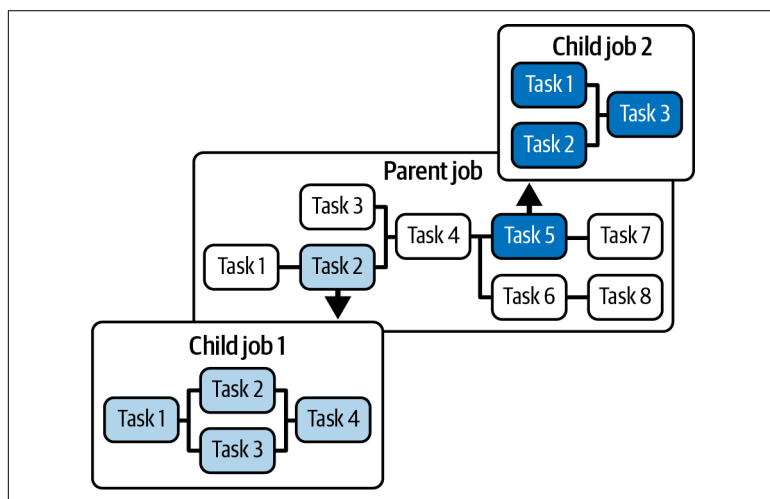 Child job 2
Task 1
Task 3
Task 2
Parent job
Task 3
Task 4
Task 5
Task 7
Task 1
Task 2
Task 6
Task 8
Child job 1
Task 2
Task 1
Task 4
Task 3